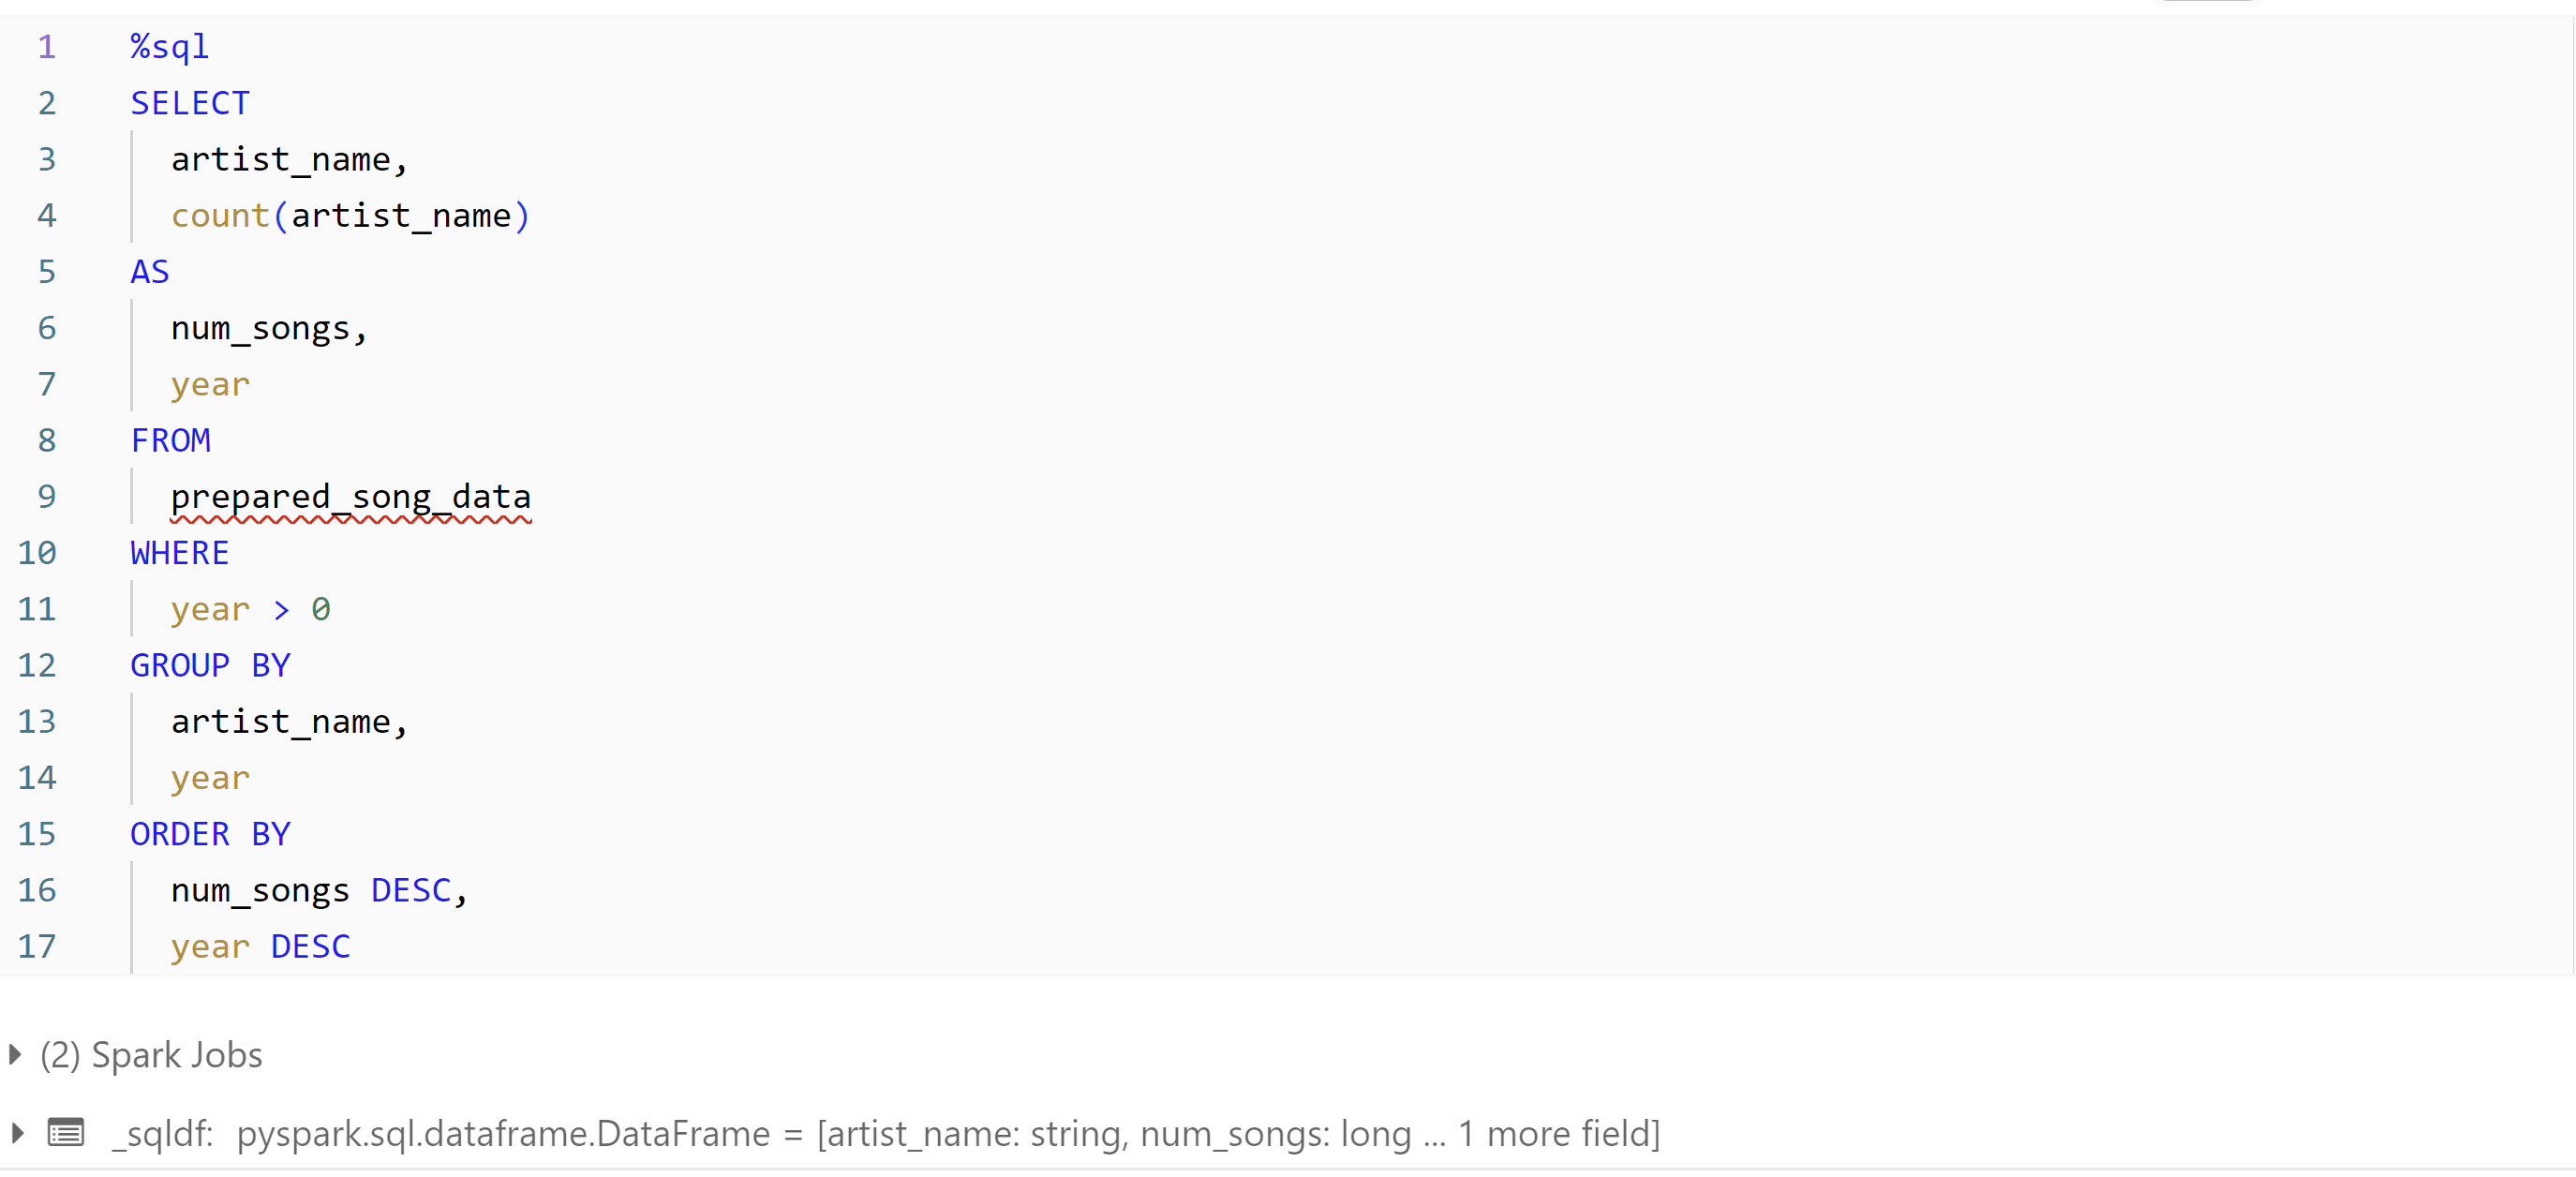 1 %sql
2 SELECT
3 artist_name,
4 count(artist_name)
5 AS
6 num_songs,
7 year
8 FROM
9 prepared_song_data
10 WHERE
11 year > 0
12 GROUP BY
13 artist_name,
14 year
15 ORDER BY
16 num_songs DESC,
17 year DESC
(2) Spark Jobs
_sqldf: pyspark.sql.dataframe.DataFrame = [artist_name: string, num_songs: long ... 1 more field]